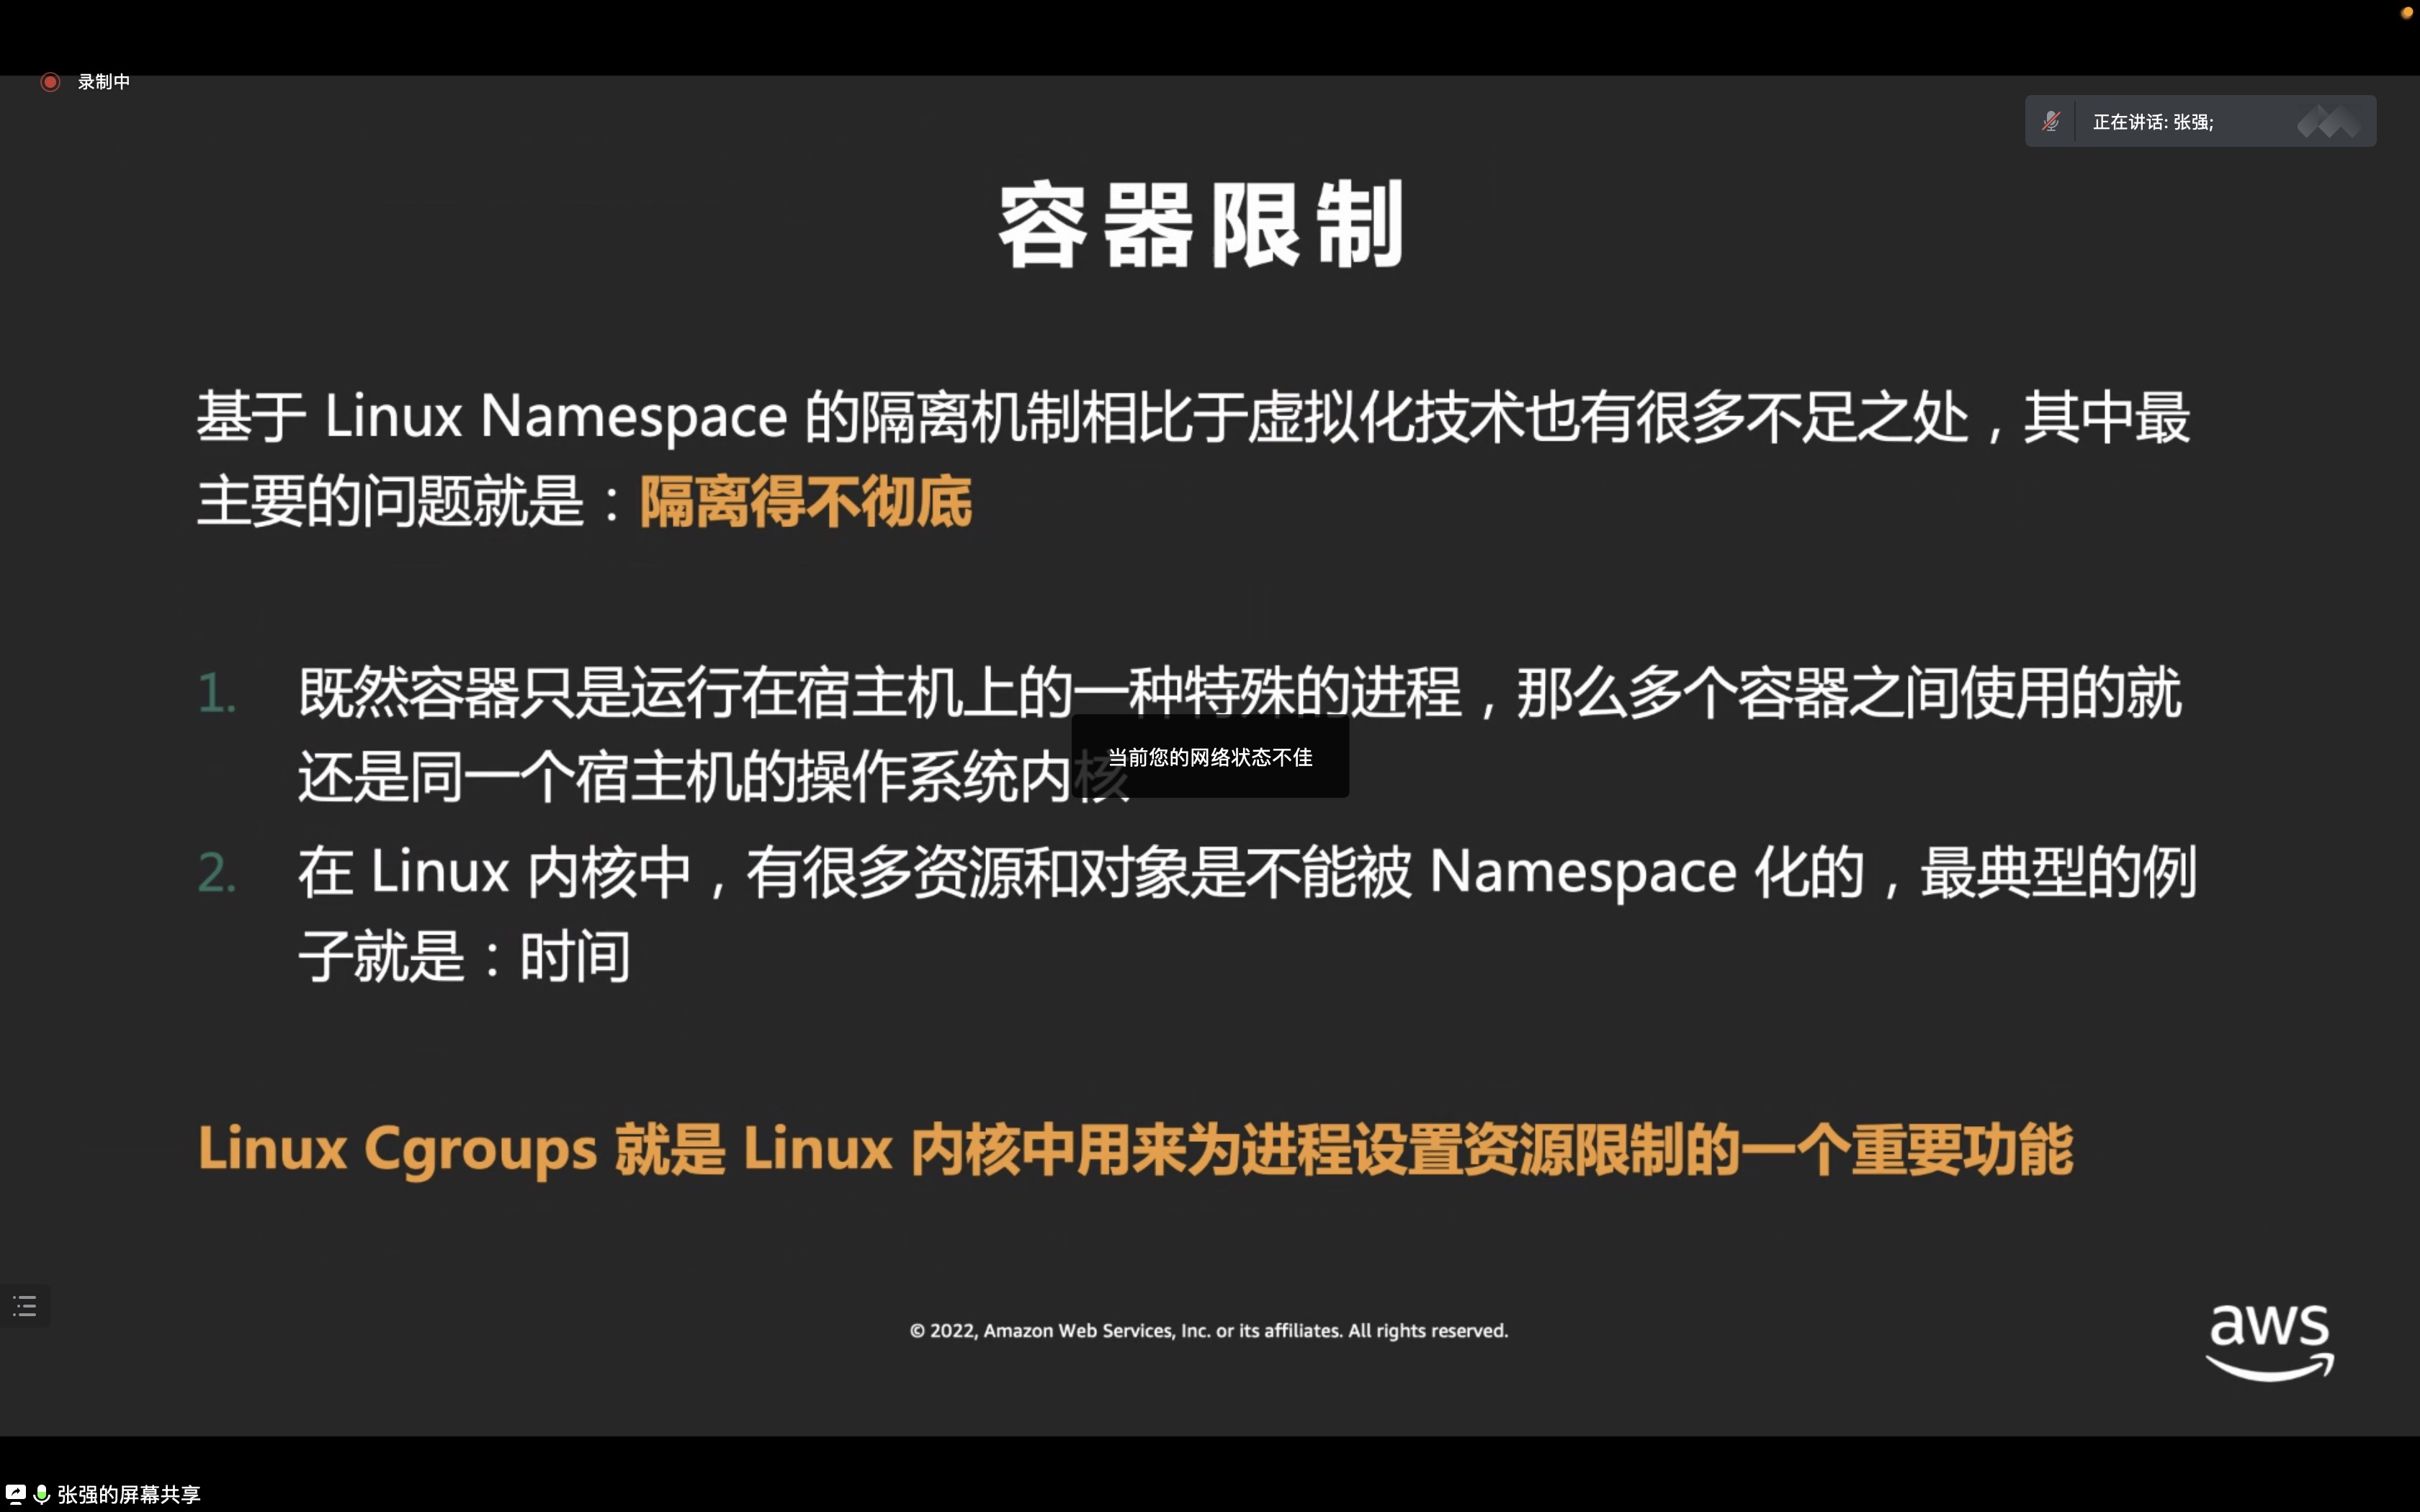 录制中
正在讲话: 张强;
容器限制
基于 Linux Namespace 的隔离机制相比于虚拟化技术也有很多不足之处，其中最
主要的问题就是：隔离得不彻底
1. 既然容器只是运行在宿主机上的一种特殊的进程，那么多个容器之间使用的就
还是同一个宿主机的操作系统内核
当前您的网络状态不佳
2. 在 Linux 内核中，有很多资源和对象是不能被 Namespace 化的，最典型的例
子就是：时间
Linux Cgroups 就是 Linux 内核中用来为进程设置资源限制的一个重要功能
© 2022, Amazon Web Services, Inc. or its affiliates. All rights reserved.
aws
张强的屏幕共享